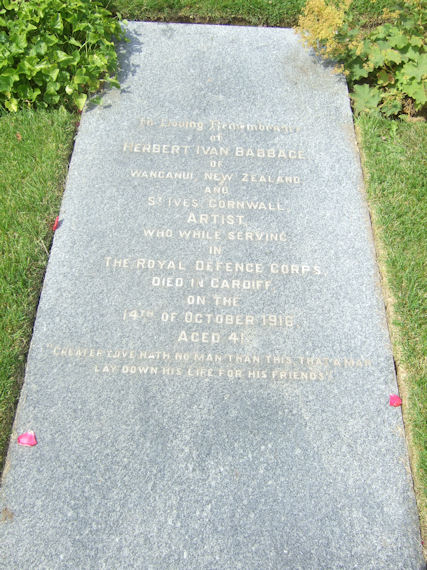 In Loving Remembrance
of
HERBERT IVAN BABBAGE
OF
WANGANUI NEW ZEALAND
AND
ST IVES CORNWALL,
ARTIST,
WHO WHILE SERVING
IN
THE ROYAL DEFENCE CORPS,
DIED IN CARDIFF
ON THE
14TH OF OCTOBER 1916
AGED 41
"GREATER LOVE HATH NO MAN THAN THIS, THAT A MAN
LAY DOWN HIS LIFE FOR HIS FRIENDS"